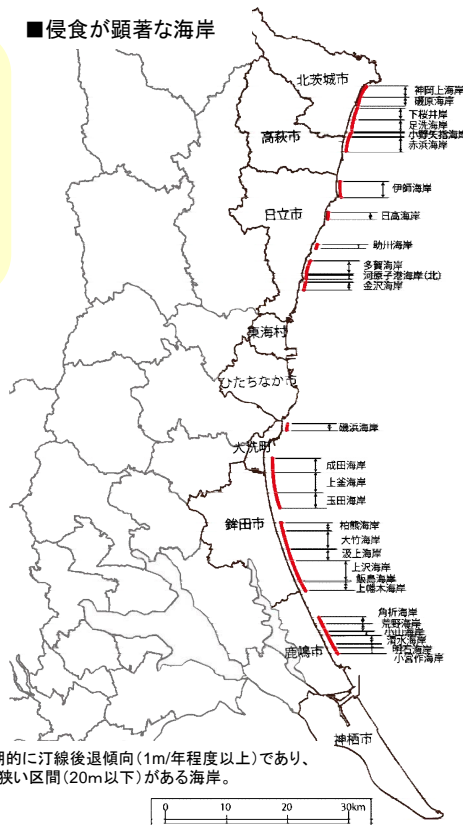 ■侵食が顕著な海岸
北茨城市
神岡上海岸
磯原海岸
下桜井岸
足洗海岸
小野矢指海岸
赤浜海岸
高萩市
伊師海岸
日立市
日高海岸
助川海岸
多賀海岸
河原子港海岸(北)
金沢海岸
東海村
ひたちなか市
磯浜海岸
大洗町
成田海岸
上釜海岸
玉田海岸
鉾田市
柏熊海岸
大竹海岸
汲上海岸
上沢海岸
飯島海岸
上幡木海岸
角折海岸
荒野海岸
小山海岸
清水海岸
明石海岸
小宮作海岸
鹿嶋市
神栖市
期的に汀線後退傾向(1m/年程度以上)であり、
狭い区間(20m以下)がある海岸。
0 10 20 30km